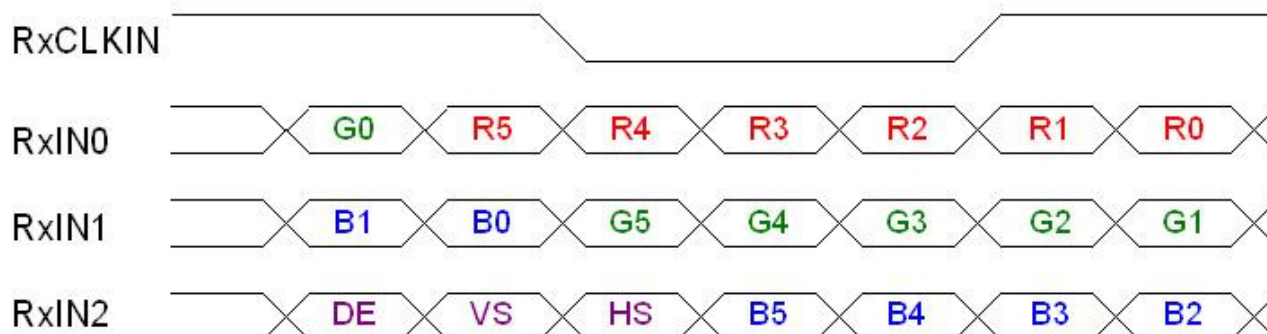 RxCLKIN
RxIN0 G0 R5 R4 R3 R2 R1 R0
RxIN1 B1 B0 G5 G4 G3 G2 G1
RxIN2 DE VS HS B5 B4 B3 B2